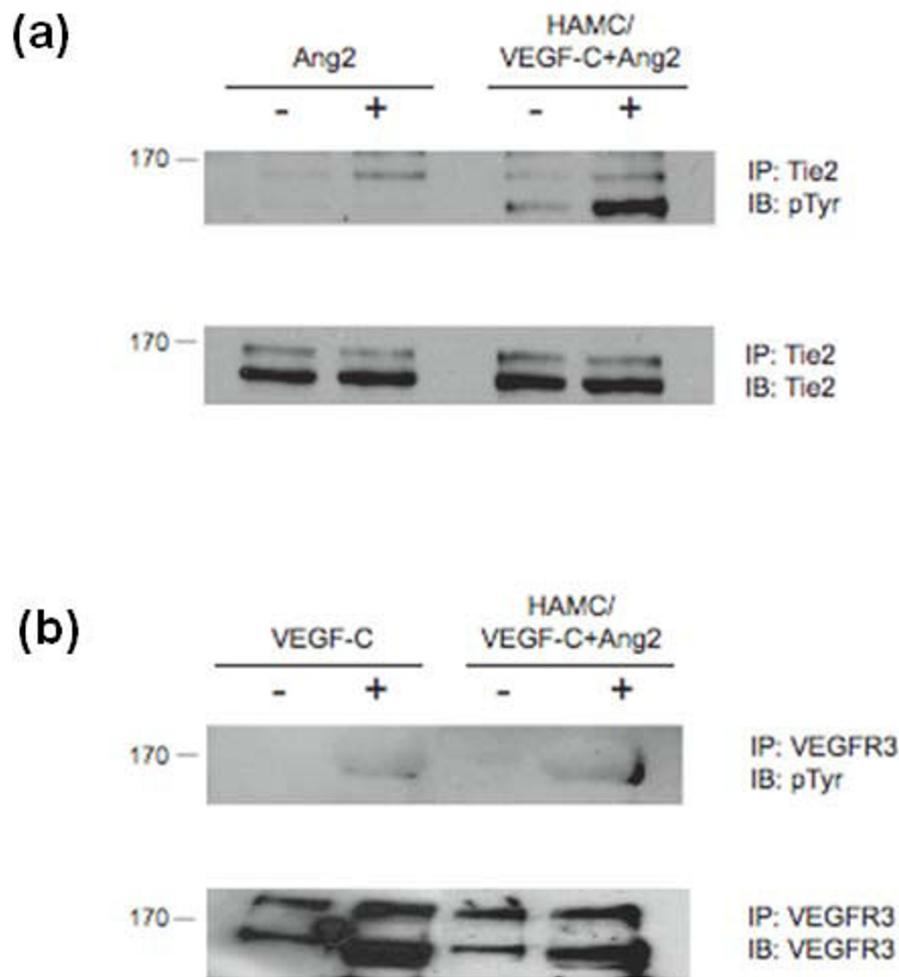 (a)
Ang2
HAMC/
VEGF-C+Ang2
- +
- +
170
IP: Tie2
IB: pTyr
170
IP: Tie2
IB: Tie2
(b)
VEGF-C
HAMC/
VEGF-C+Ang2
- +
- +
170
IP: VEGFR3
IB: pTyr
170
IP: VEGFR3
IB: VEGFR3